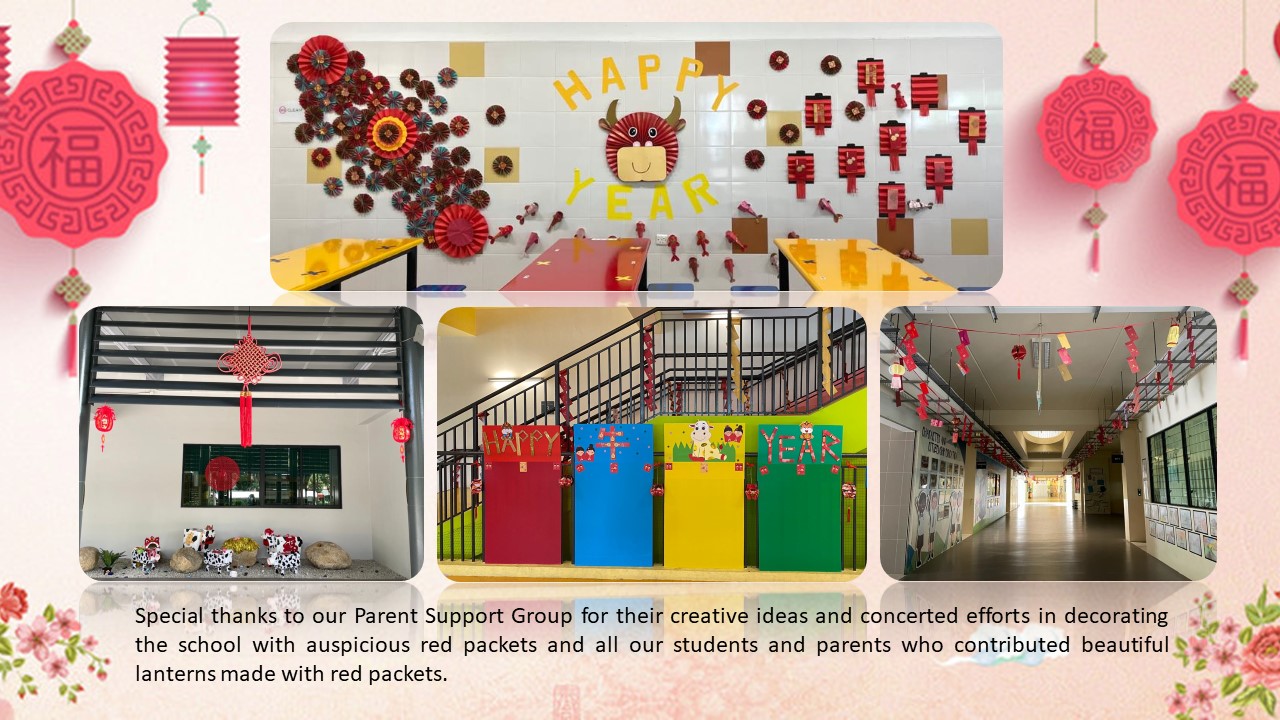 福
福
福
HAPPY
YEAR
HAPPY
牛
YEAR
Special thanks to our Parent Support Group for their creative ideas and concerted efforts in decorating
the school with auspicious red packets and all our students and parents who contributed beautiful
lanterns made with red packets.